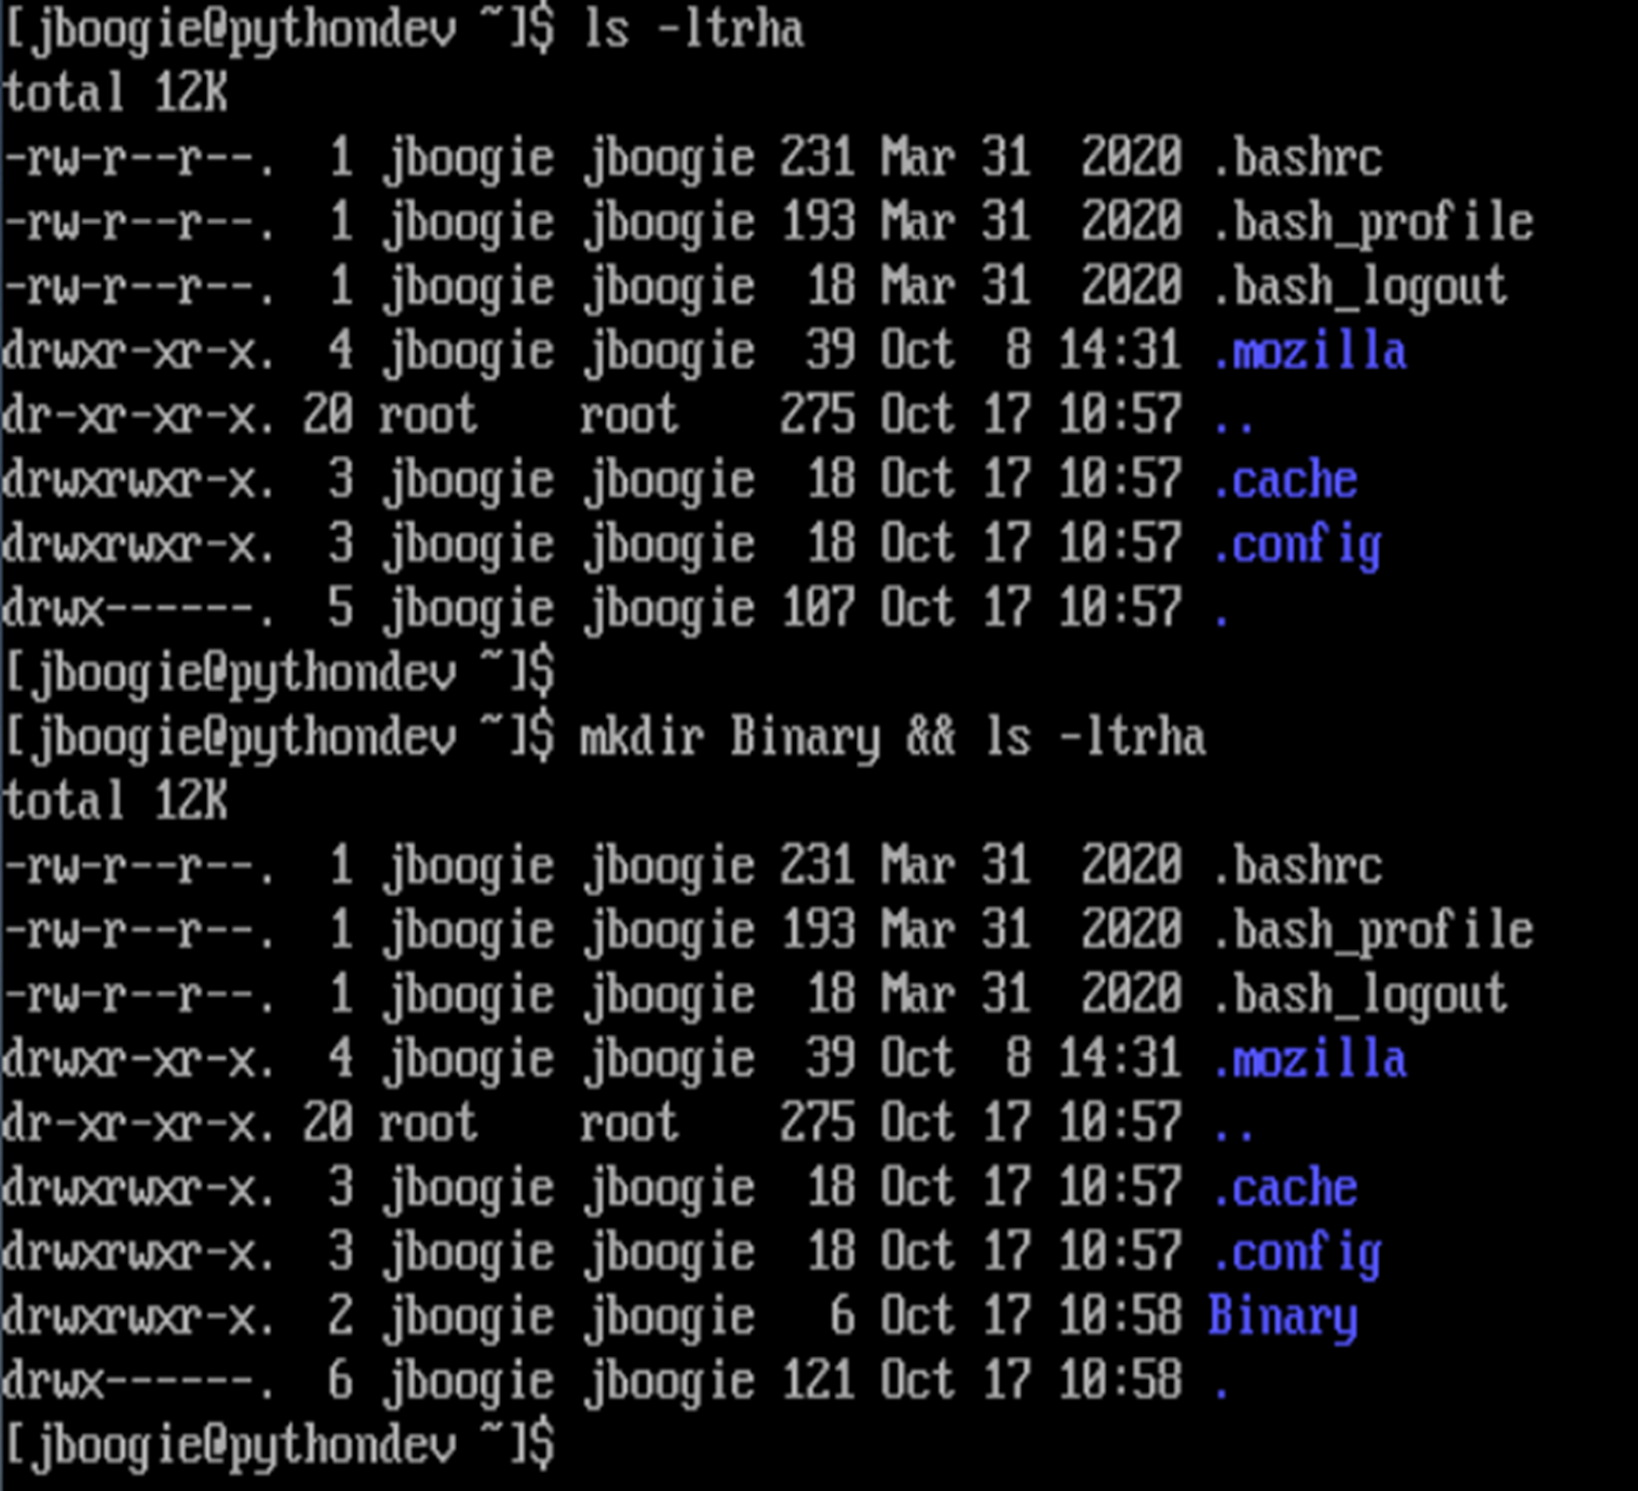 [jboogie@pythondev ~]$ ls -ltrha
total 12K
-rw-r--r--.  1 jboogie jboogie 231 Mar 31  2020 .bashrc
-rw-r--r--.  1 jboogie jboogie 193 Mar 31  2020 .bash_profile
-rw-r--r--.  1 jboogie jboogie  18 Mar 31  2020 .bash_logout
drwxr-xr-x.  4 jboogie jboogie  39 Oct  8 14:31 .mozilla
dr-xr-xr-x. 20 root    root    275 Oct 17 10:57 ..
drwxrwxr-x.  3 jboogie jboogie  18 Oct 17 10:57 .cache
drwxrwxr-x.  3 jboogie jboogie  18 Oct 17 10:57 .config
drwx------.  5 jboogie jboogie 107 Oct 17 10:57 .
[jboogie@pythondev ~]$
[jboogie@pythondev ~]$ mkdir Binary && ls -ltrha
total 12K
-rw-r--r--.  1 jboogie jboogie 231 Mar 31  2020 .bashrc
-rw-r--r--.  1 jboogie jboogie 193 Mar 31  2020 .bash_profile
-rw-r--r--.  1 jboogie jboogie  18 Mar 31  2020 .bash_logout
drwxr-xr-x.  4 jboogie jboogie  39 Oct  8 14:31 .mozilla
dr-xr-xr-x. 20 root    root    275 Oct 17 10:57 ..
drwxrwxr-x.  3 jboogie jboogie  18 Oct 17 10:57 .cache
drwxrwxr-x.  3 jboogie jboogie  18 Oct 17 10:57 .config
drwxrwxr-x.  2 jboogie jboogie   6 Oct 17 10:58 Binary
drwx------.  6 jboogie jboogie 121 Oct 17 10:58 .
[jboogie@pythondev ~]$